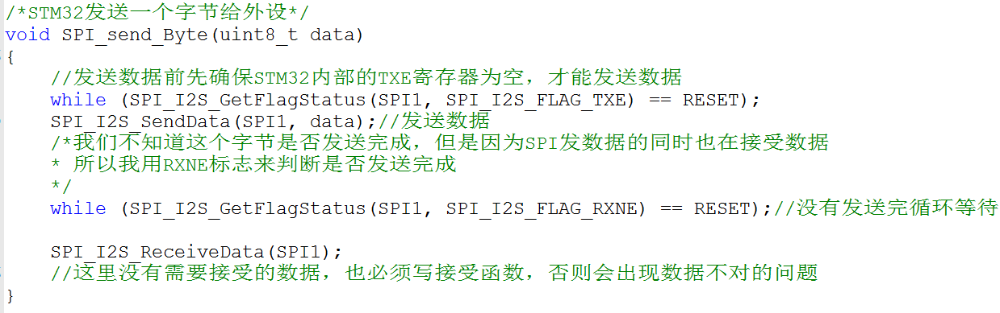 /*STM32发送一个字节给外设*/
void SPI_send_Byte(uint8_t data)
{
    //发送数据前先确保STM32内部的TXE寄存器为空，才能发送数据
    while (SPI_I2S_GetFlagStatus(SPI1, SPI_I2S_FLAG_TXE) == RESET);
    SPI_I2S_SendData(SPI1, data);//发送数据
    /*我们不知道这个字节是否发送完成，但是因为SPI发数据的同时也在接受数据
    * 所以我用RXNE标志来判断是否发送完成
    */
    while (SPI_I2S_GetFlagStatus(SPI1, SPI_I2S_FLAG_RXNE) == RESET);//没有发送完循环等待
    SPI_I2S_ReceiveData(SPI1);
    //这里没有需要接受的数据，也必须写接受函数，否则会出现数据不对的问题
}